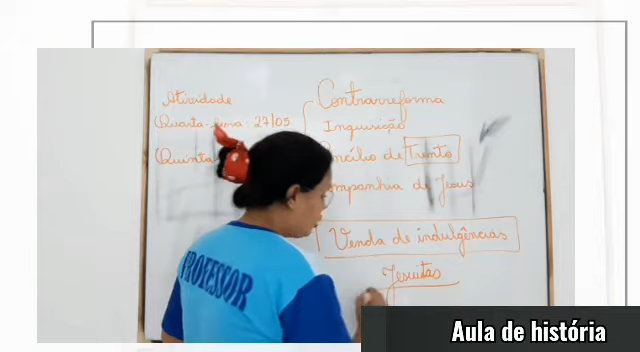 Atividade
Quarta-feira - 27/05
Quinta
Contrarreforma
Inquisição
Concílio de Trento
Companhia de Jesus
Venda de indulgências
Jesuítas
PROFESSOR
Aula de história